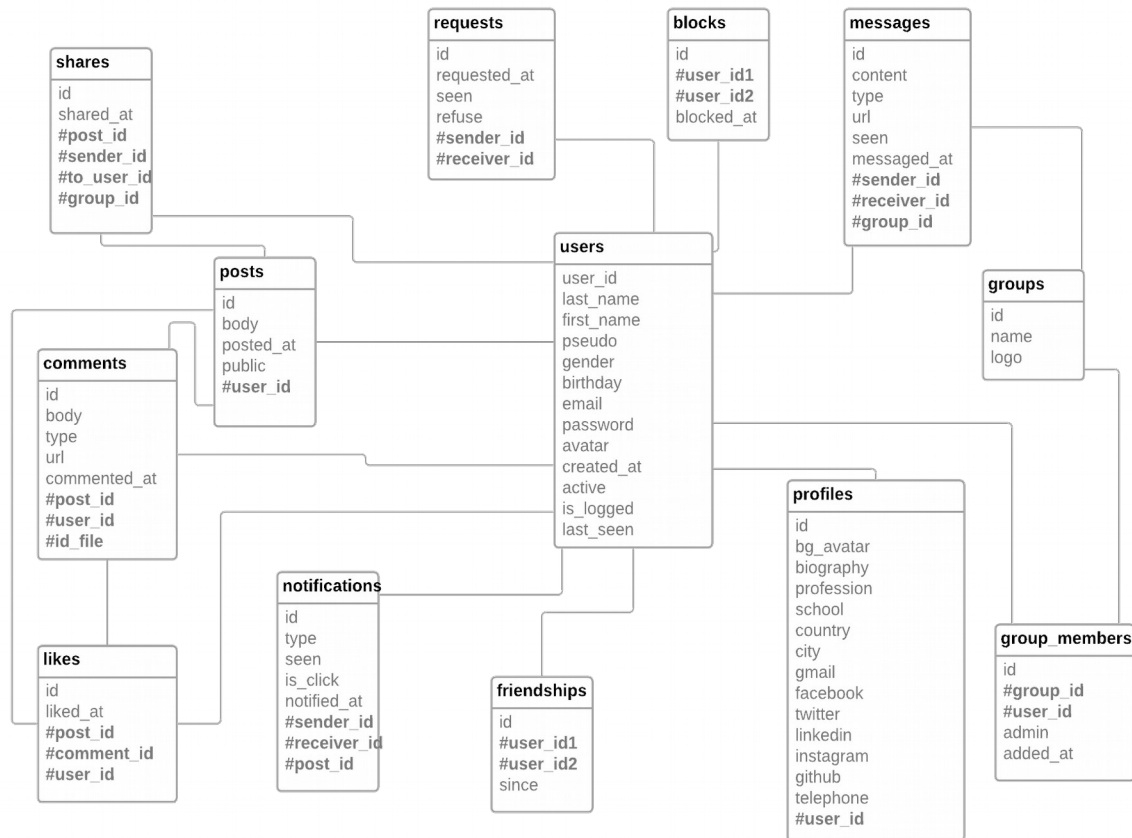 requests
id
requested_at
seen
refuse
#sender_id
#receiver_id
blocks
id
#user_id1
#user_id2
blocked_at
messages
id
content
type
url
seen
messaged_at
#sender_id
#receiver_id
#group_id
shares
id
shared_at
#post_id
#sender_id
#to_user_id
#group_id
users
user_id
last_name
first_name
pseudo
gender
birthday
email
password
avatar
created_at
active
is_logged
last_seen
posts
id
body
posted_at
public
#user_id
groups
id
name
logo
comments
id
body
type
url
commented_at
#post_id
#user_id
#id_file
profiles
id
bg_avatar
biography
profession
school
country
city
gmail
facebook
twitter
linkedin
instagram
github
telephone
#user_id
notifications
id
type
seen
is_click
notified_at
#sender_id
#receiver_id
#post_id
group_members
id
#group_id
#user_id
admin
added_at
likes
id
liked_at
#post_id
#comment_id
#user_id
friendships
id
#user_id1
#user_id2
since